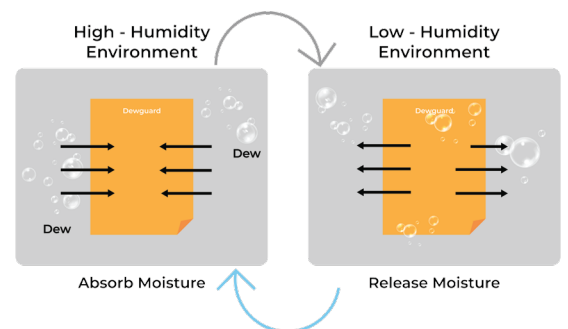 High - Humidity
Environment
Low - Humidity
Environment
Dewguard
Dew
Dew
Absorb Moisture
Dewguard
Release Moisture